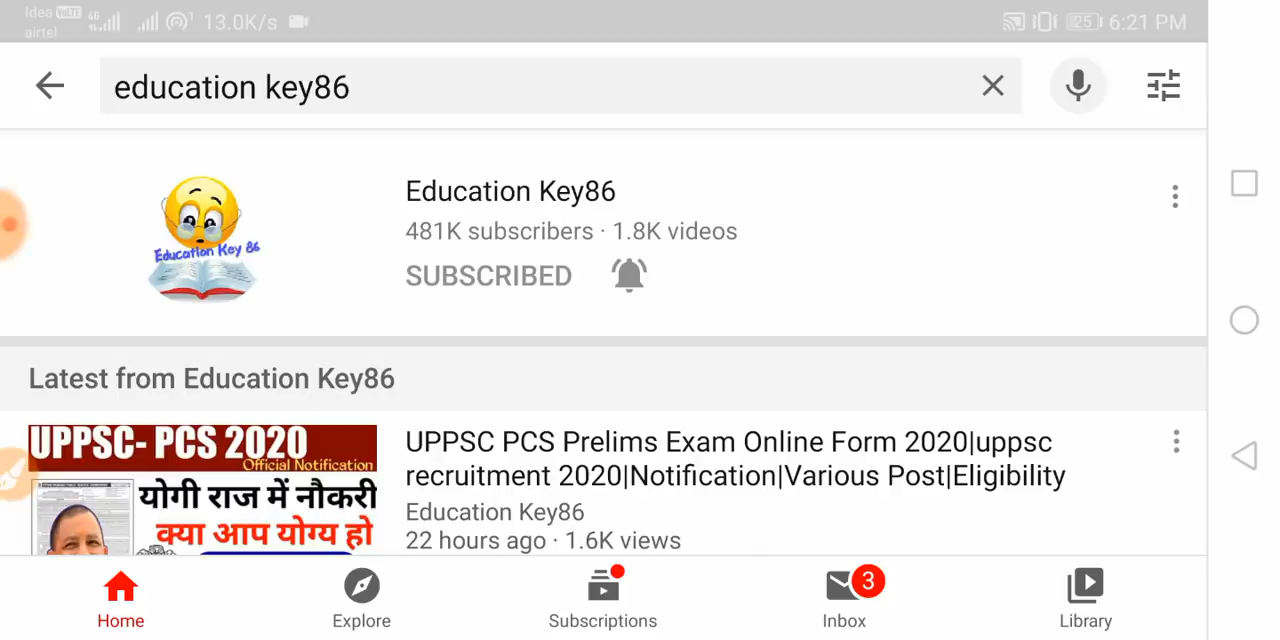 Idea VoLTE
airtel
4G
13.0K/s
25
6:21 PM
education key86
Education Key 86
Education Key86
481K subscribers · 1.8K videos
SUBSCRIBED
Latest from Education Key86
UPPSC- PCS 2020
Official Notification
योगी राज में नौकरी
क्या आप योग्य हो
UPPSC PCS Prelims Exam Online Form 2020|uppsc
recruitment 2020|Notification|Various Post|Eligibility
Education Key86
22 hours ago · 1.6K views
Home
Explore
Subscriptions
3
Inbox
Library